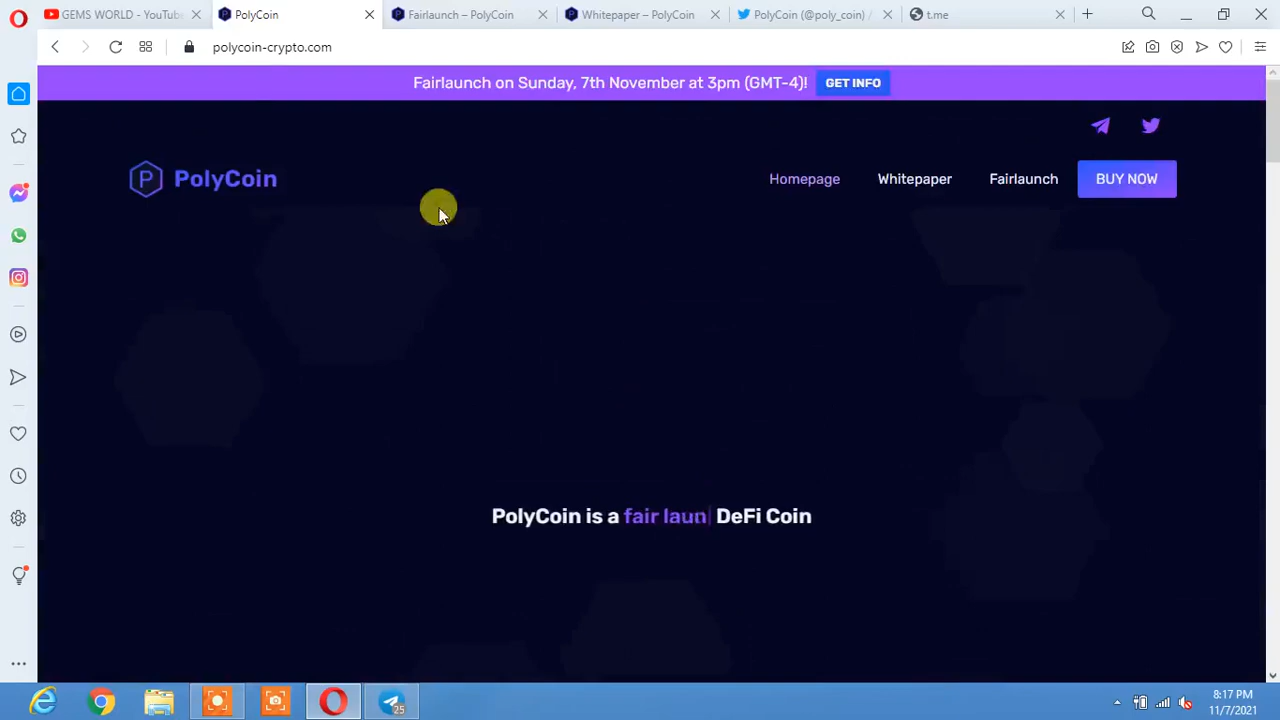 GEMS WORLD - YouTube
PolyCoin
Fairlaunch – PolyCoin
Whitepaper – PolyCoin
PolyCoin (@poly_coin) /
t.me
polycoin-crypto.com
Fairlaunch on Sunday, 7th November at 3pm (GMT-4)!
GET INFO
PolyCoin
Homepage
Whitepaper
Fairlaunch
BUY NOW
PolyCoin is a fair laun| DeFi Coin
25
8:17 PM
11/7/2021